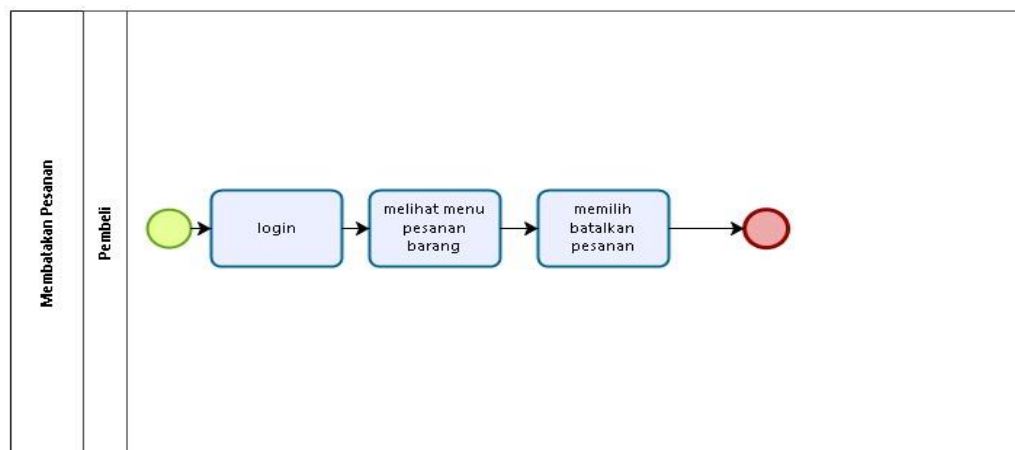 Membatakan Pesanan
Pembeli
login
melihat menu
pesanan
barang
memilih
batalkan
pesanan